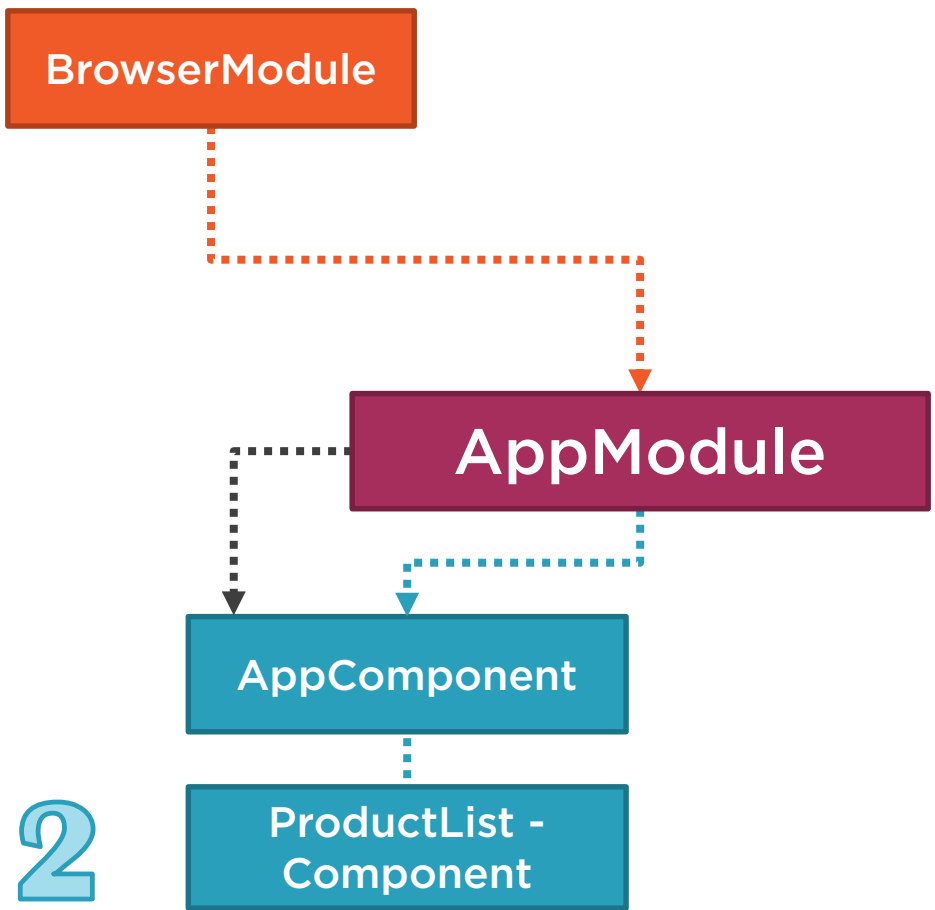 BrowserModule
AppModule
AppComponent
2
ProductList -
Component